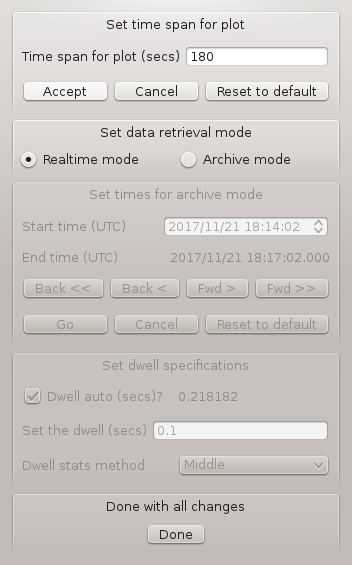 Set time span for plot
Time span for plot (secs) 180
Accept Cancel Reset to default
Set data retrieval mode
Realtime mode Archive mode
Set times for archive mode
Start time (UTC) 2017/11/21 18:14:02
End time (UTC) 2017/11/21 18:17:02.000
Back << Back < Fwd > Fwd >>
Go Cancel Reset to default
Set dwell specifications
Dwell auto (secs)? 0.218182
Set the dwell (secs) 0.1
Dwell stats method Middle
Done with all changes
Done